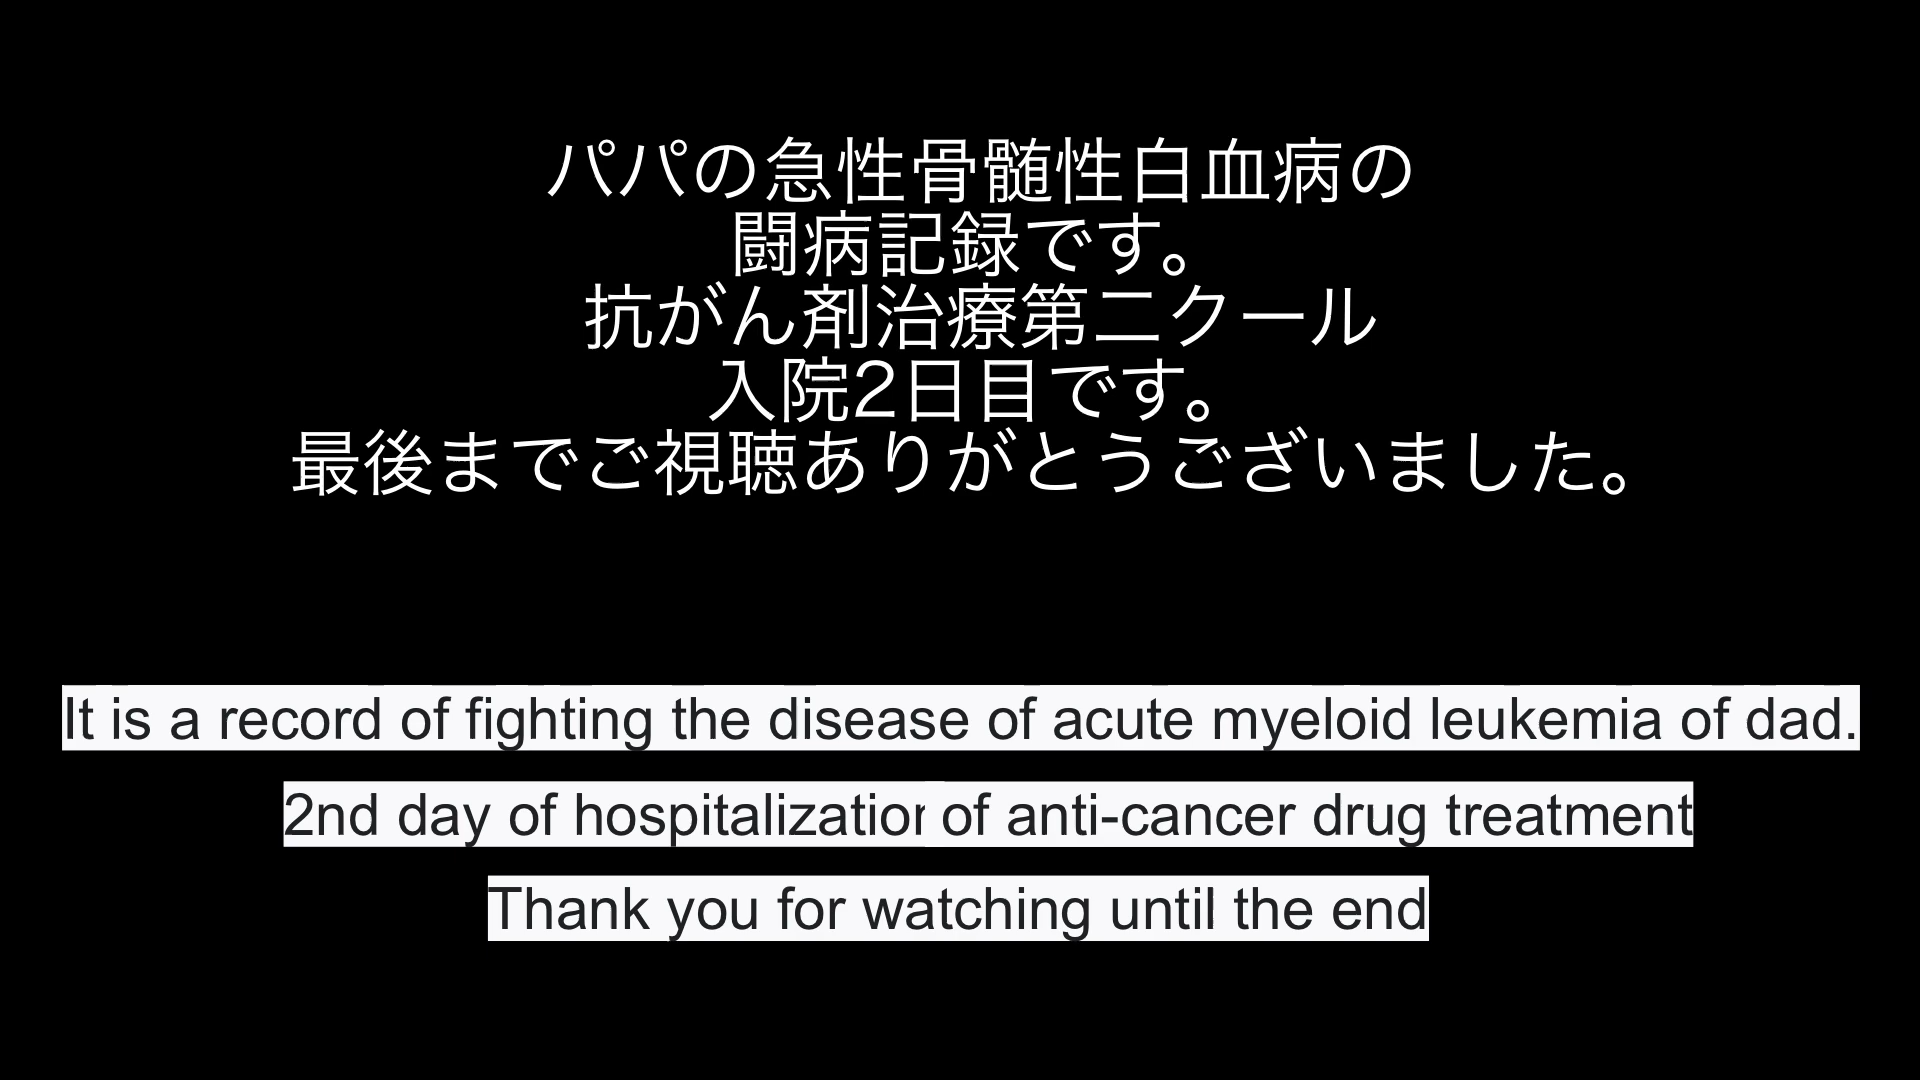 パパの急性骨髄性白血病の
闘病記録です。
抗がん剤治療第二クール
入院2日目です。
最後までご視聴ありがとうございました。
It is a record of fighting the disease of acute myeloid leukemia of dad.
2nd day of hospitalization of anti-cancer drug treatment
Thank you for watching until the end